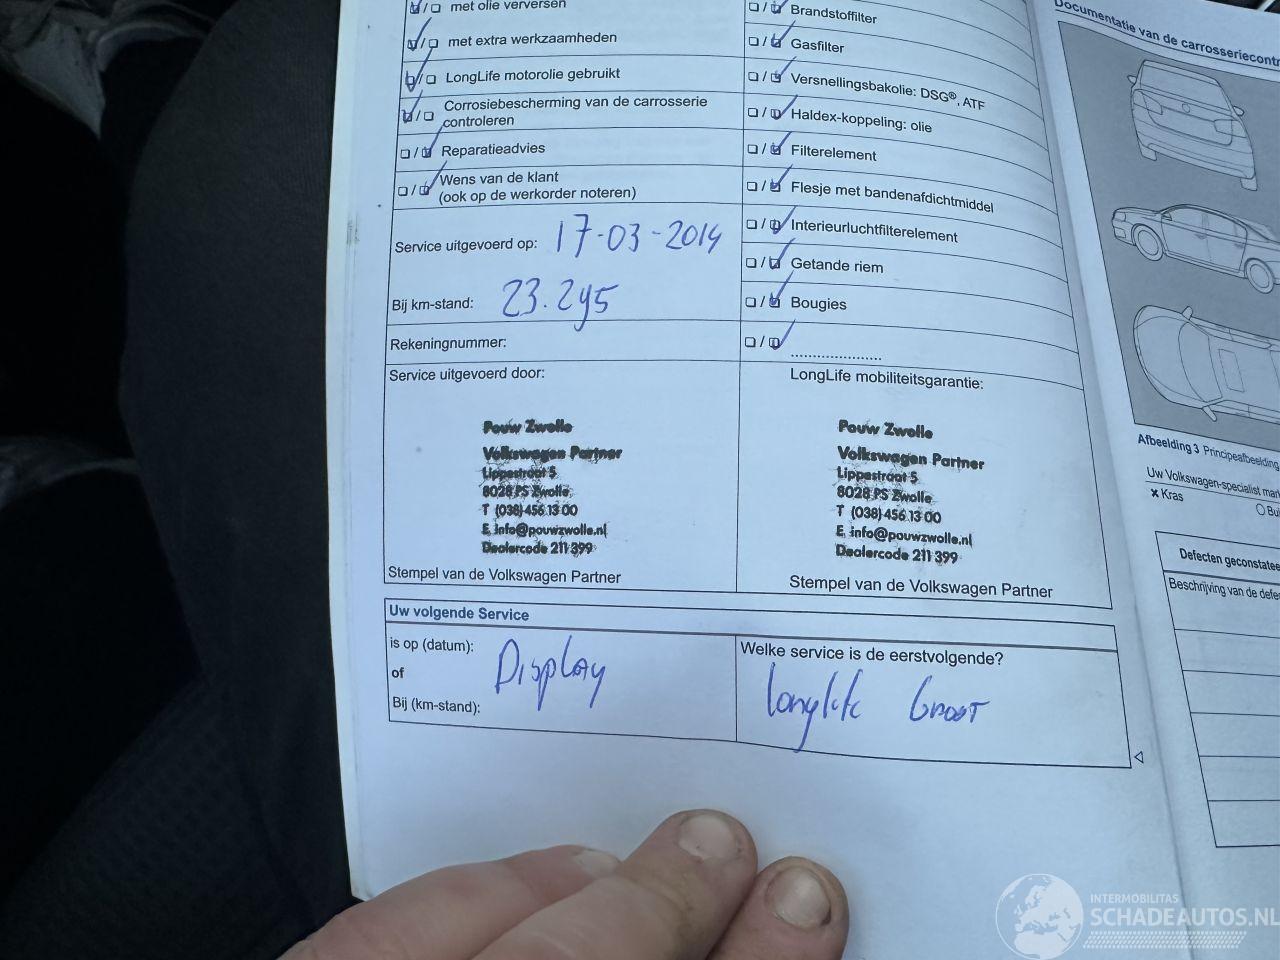 met olie verversen
met extra werkzaamheden
LongLife motorolie gebruikt
Corrosiebescherming van de carrosserie
controleren
Reparatieadvies
Wens van de klant
(ook op de werkorder noteren)
Service uitgevoerd op: 17-03-2014
Bij km-stand: 23.245
Rekeningnummer:
Service uitgevoerd door:
Pouw Zwolle
Volkswagen Partner
Lippestraat 5
8028 PS Zwolle
T (038) 456 13 00
E info@pouwzwolle.nl
Dealercode 211 399
Stempel van de Volkswagen Partner
Brandstoffilter
Gasfilter
Versnellingsbakolie: DSG®, ATF
Haldex-koppeling: olie
Filterelement
Flesje met bandenafdichtmiddel
Interieurluchtfilterelement
Getande riem
Bougies
......................
LongLife mobiliteitsgarantie:
Pouw Zwolle
Volkswagen Partner
Lippestraat 5
8028 PS Zwolle
T (038) 456 13 00
E info@pouwzwolle.nl
Dealercode 211 399
Stempel van de Volkswagen Partner
Uw volgende Service
is op (datum): Display
of
Bij (km-stand):
Welke service is de eerstvolgende?
Longlife Groot
Documentatie van de carrosseriecontr
Afbeelding 3 Principeafbeelding
Uw Volkswagen-specialist mar
x Kras
Defecten geconstatee
Beschrijving van de defe
INTERMOBILITAS
SCHADEAUTOS.NL